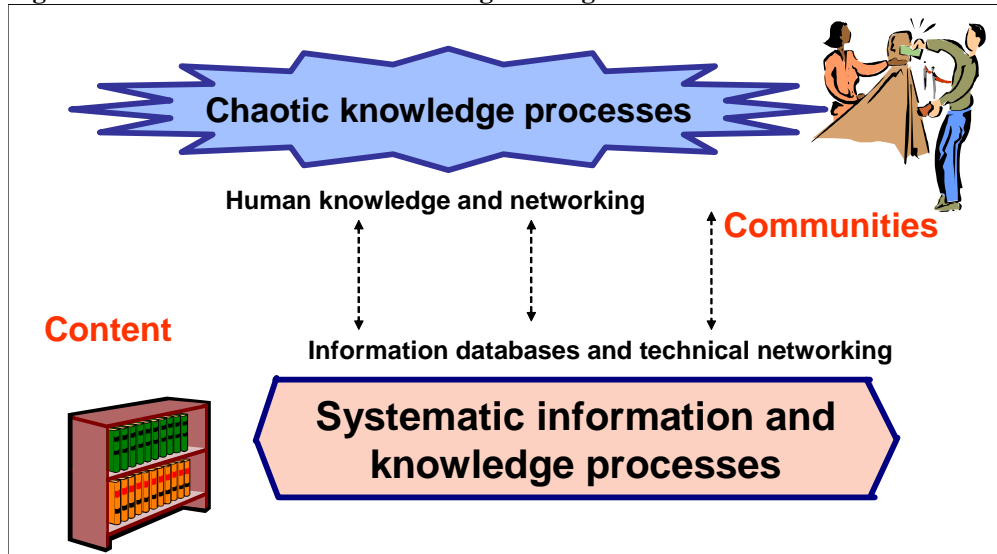 Chaotic knowledge processes
Human knowledge and networking
Communities
Content
Information databases and technical networking
Systematic information and
knowledge processes